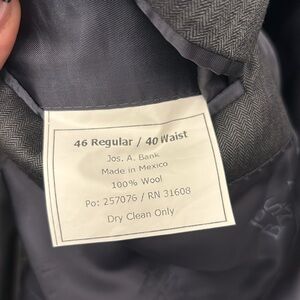 46 Regular / 40 Waist
Jos. A. Bank
Made in Mexico
100% Wool
Po: 257076 / RN 31608
Dry Clean Only